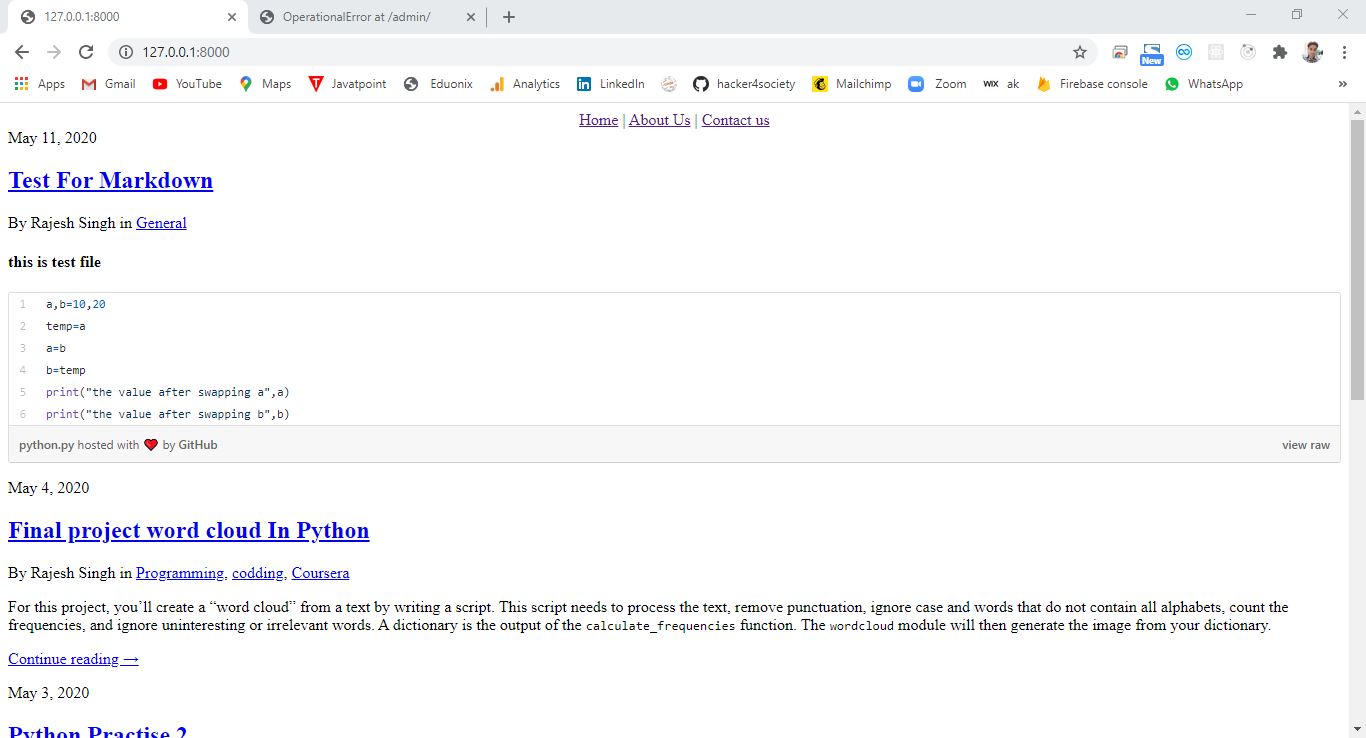 127.0.0.1:8000
OperationalError at /admin/
127.0.0.1:8000
New
Apps Gmail YouTube Maps Javatpoint Eduonix Analytics LinkedIn hacker4society Mailchimp Zoom WIX ak Firebase console WhatsApp »
Home | About Us | Contact us
May 11, 2020
Test For Markdown
By Rajesh Singh in General
this is test file
1 a,b=10,20
2 temp=a
3 a=b
4 b=temp
5 print("the value after swapping a",a)
6 print("the value after swapping b",b)
python.py hosted with ❤ by GitHub view raw
May 4, 2020
Final project word cloud In Python
By Rajesh Singh in Programming, codding, Coursera
For this project, you’ll create a “word cloud” from a text by writing a script. This script needs to process the text, remove punctuation, ignore case and words that do not contain all alphabets, count the
frequencies, and ignore uninteresting or irrelevant words. A dictionary is the output of the calculate_frequencies function. The wordcloud module will then generate the image from your dictionary.
Continue reading →
May 3, 2020
Python Practise 2